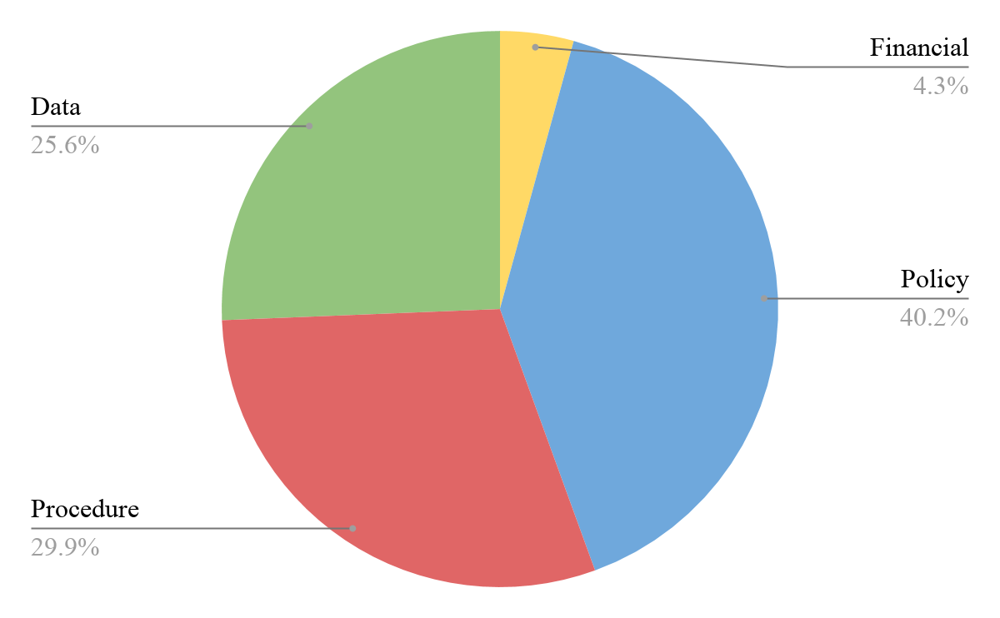 Financial
4.3%
Data
25.6%
Policy
40.2%
Procedure
29.9%